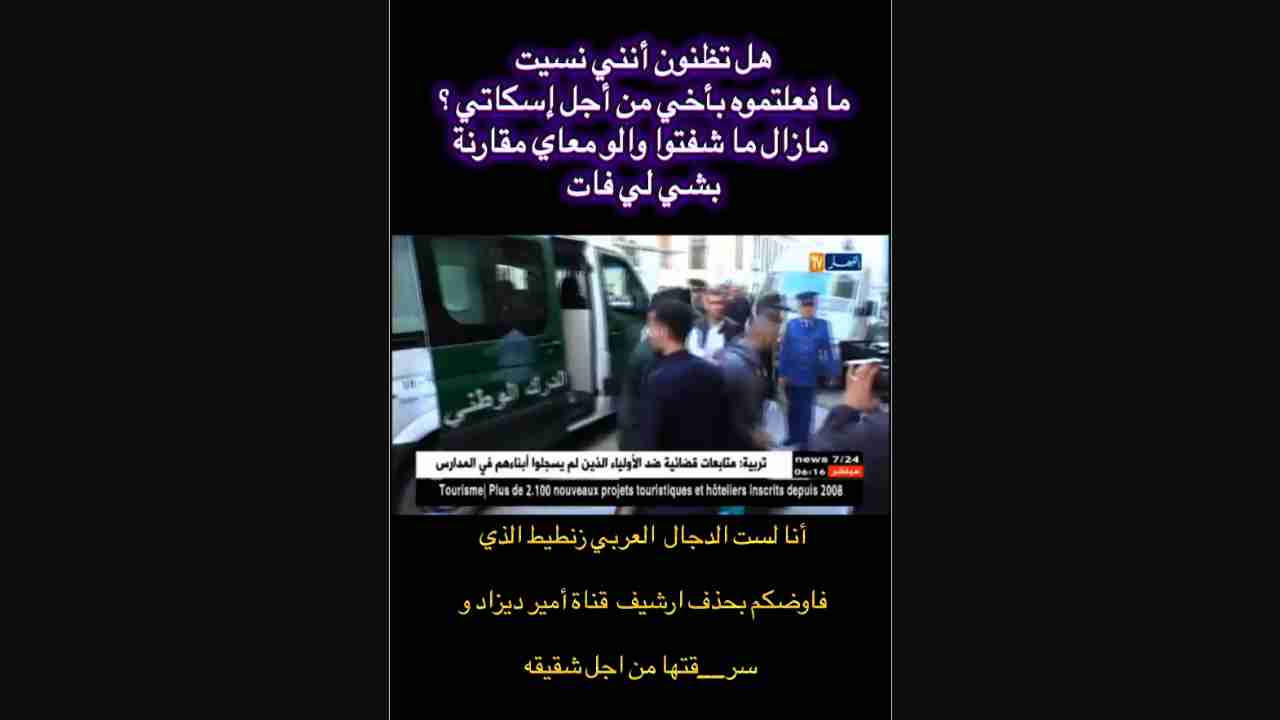 هل تظنون أنني نسيت
ما فعلتموه بأخي من أجل إسكاتي ؟
مازال ما شفتوا والو معاي مقارنة
بشي لي فات
النهار TV
الدرك الوطني
تربية: متابعات قضائية ضد الأولياء الذين لم يسجلوا أبناءهم في المدارس
news 7/24
06:16 مباشر
Tourisme| Plus de 2.100 nouveaux projets touristiques et hôteliers inscrits depuis 2008
أنا لست الدجال العربي زنطيط الذي
فاوضكم بحذف ارشيف قناة أمير ديزاد و
سر__قتها من اجل شقيقه